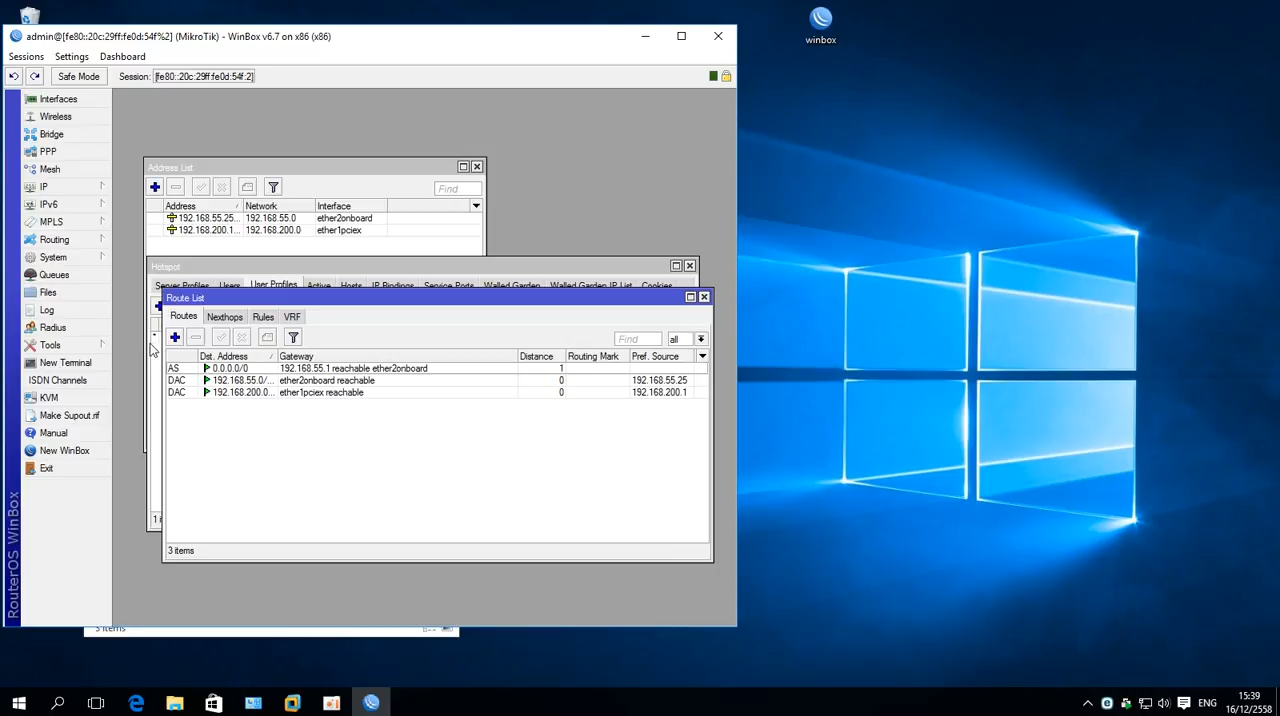 winbox
admin@[fe80::20c:29ff:fe0d:54f%2] (MikroTik) - WinBox v6.7 on x86 (x86)
Sessions Settings Dashboard
Safe Mode Session: [fe80::20c:29ff:fe0d:54f:2]
Interfaces
Wireless
Bridge
PPP
Mesh
IP
IPv6
MPLS
Routing
System
Queues
Files
Log
Radius
Tools
New Terminal
ISDN Channels
KVM
Make Supout.rif
Manual
New WinBox
Exit
RouterOS WinBox
Address List
Find
Address Network Interface
192.168.55.25... 192.168.55.0 ether2onboard
192.168.200.1... 192.168.200.0 ether1pciex
Hotspot
Server Profiles Users User Profiles Active Hosts IP Bindings Service Ports Walled Garden Walled Garden IP List Cookies
Route List
Routes Nexthops Rules VRF
Find all
Dst. Address Gateway Distance Routing Mark Pref. Source
AS 0.0.0.0/0 192.168.55.1 reachable ether2onboard 1
DAC 192.168.55.0/... ether2onboard reachable 0 192.168.55.25
DAC 192.168.200.0... ether1pciex reachable 0 192.168.200.1
3 items
3 items
ENG
15:39
16/12/2558